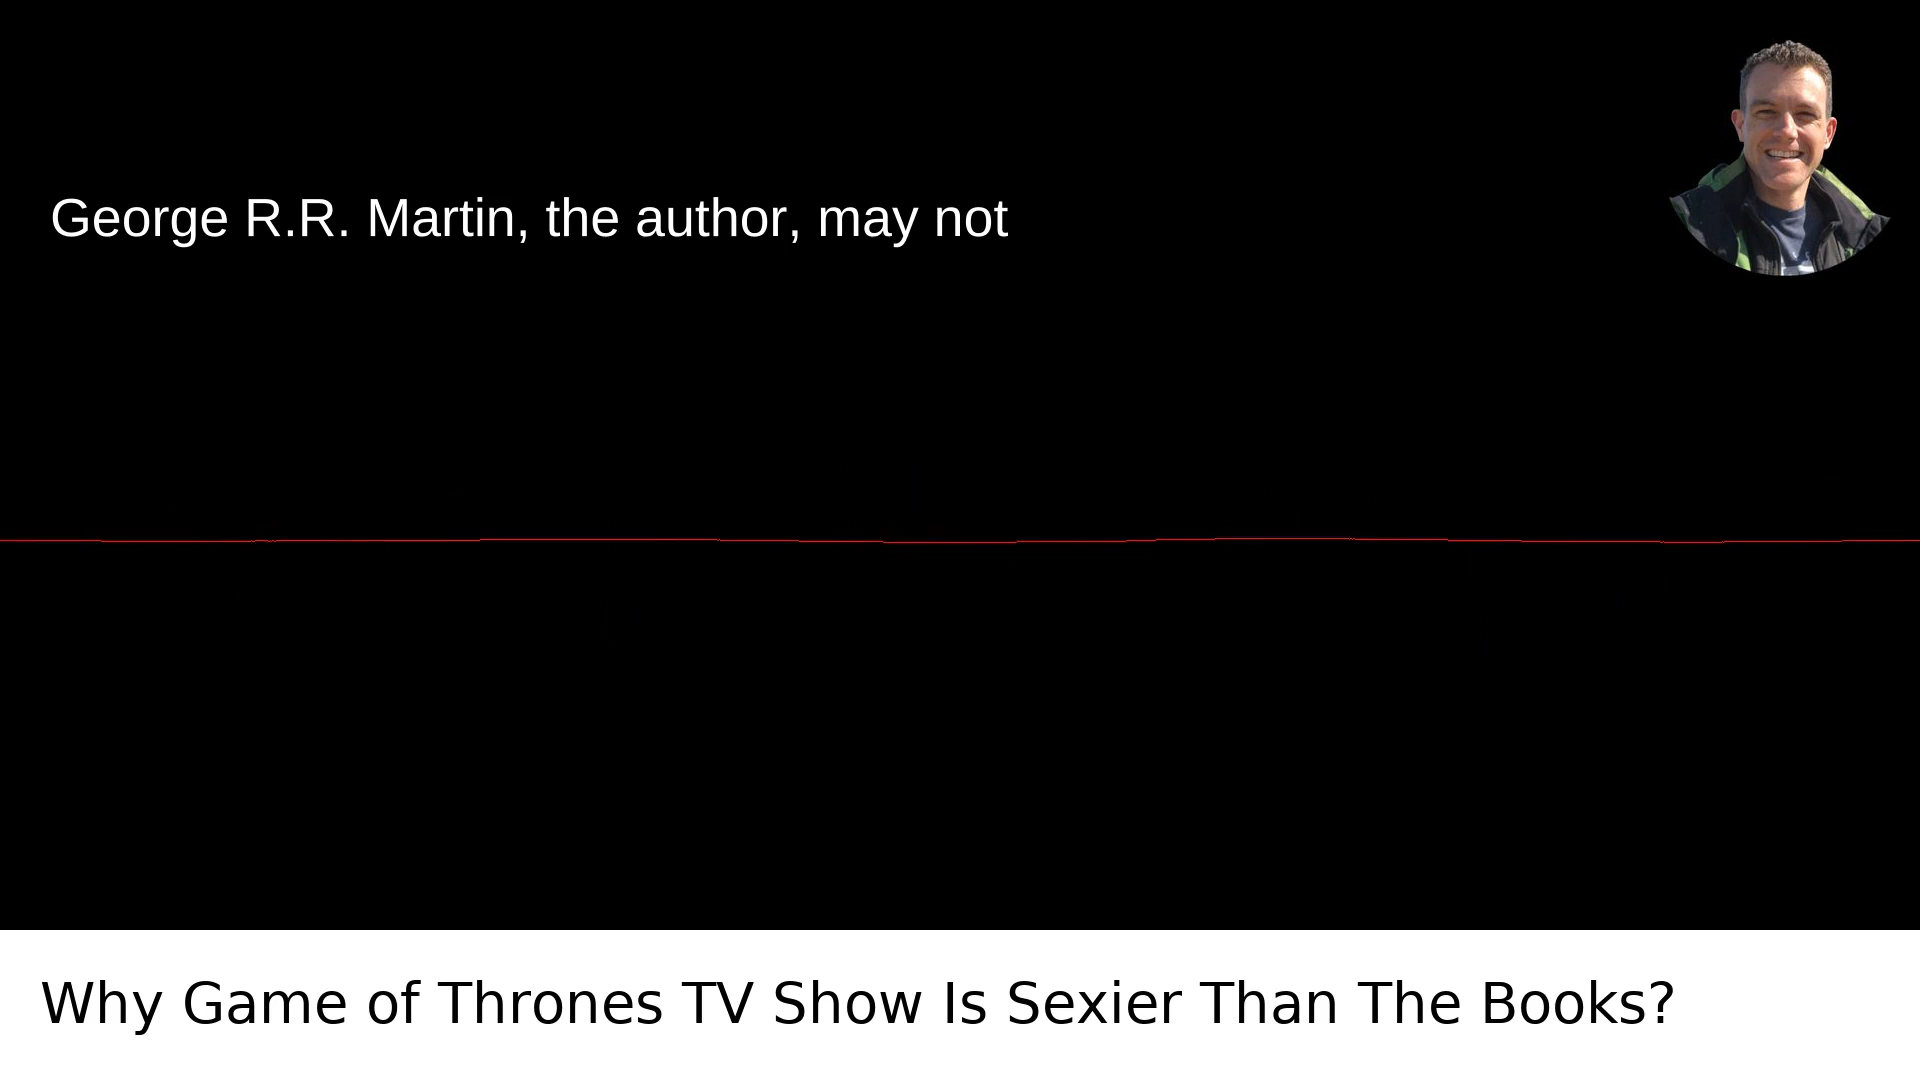 George R.R. Martin, the author, may not
Why Game of Thrones TV Show Is Sexier Than The Books?